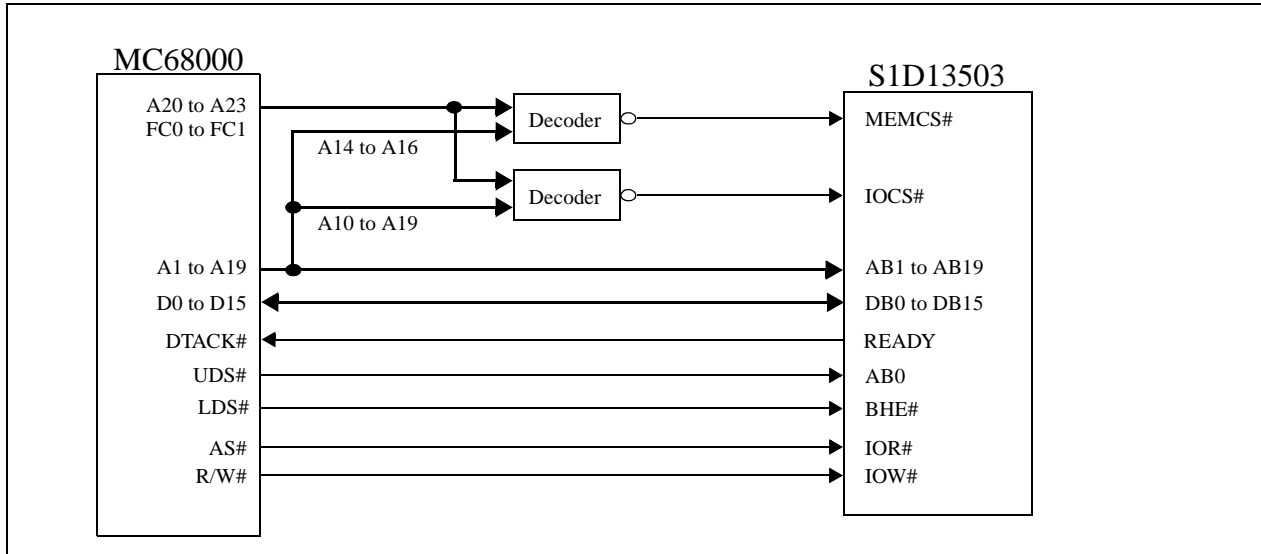 MC68000
S1D13503
A20 to A23
FC0 to FC1
Decoder
MEMCS#
A14 to A16
Decoder
IOCS#
A10 to A19
A1 to A19
AB1 to AB19
D0 to D15
DB0 to DB15
DTACK#
READY
UDS#
AB0
LDS#
BHE#
AS#
IOR#
R/W#
IOW#